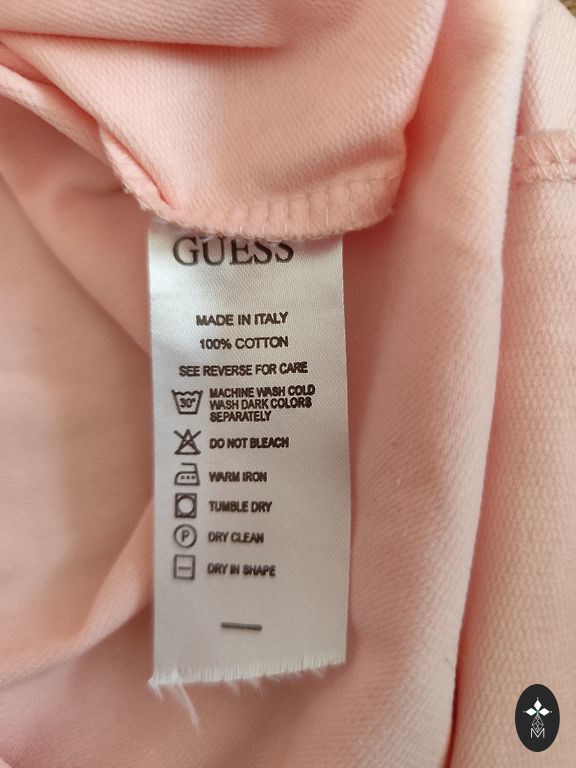 GUESS
MADE IN ITALY
100% COTTON
SEE REVERSE FOR CARE
30° MACHINE WASH COLD
WASH DARK COLORS
SEPARATELY
DO NOT BLEACH
WARM IRON
TUMBLE DRY
P DRY CLEAN
DRY IN SHAPE
M